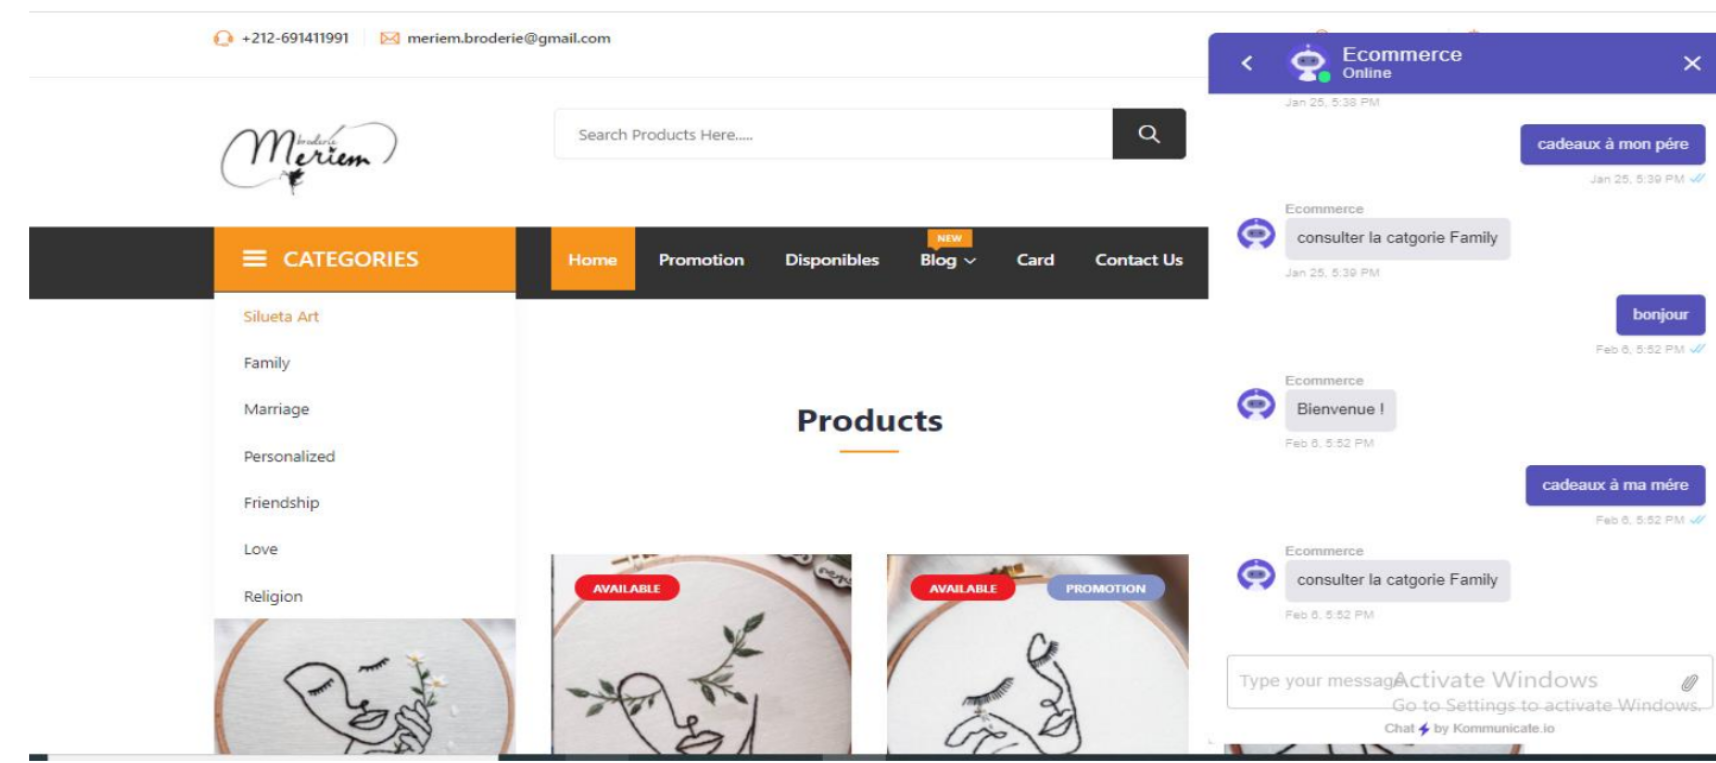 +212-691411991
meriem.broderie@gmail.com
broderie
Meriem
Search Products Here.....
CATEGORIES
Home
Promotion
Disponibles
NEW
Blog
Card
Contact Us
Silueta Art
Family
Marriage
Personalized
Friendship
Love
Religion
Products
AVAILABLE
AVAILABLE
PROMOTION
Ecommerce
Online
Jan 25, 5:38 PM
cadeaux à mon pére
Jan 25, 5:39 PM
Ecommerce
consulter la catgorie Family
Jan 25, 5:39 PM
bonjour
Feb 6, 5:52 PM
Ecommerce
Bienvenue !
Feb 6, 5:52 PM
cadeaux à ma mére
Feb 6, 5:52 PM
Ecommerce
consulter la catgorie Family
Feb 6, 5:52 PM
Type your message
Activate Windows
Go to Settings to activate Windows.
Chat by Kommunicate.io